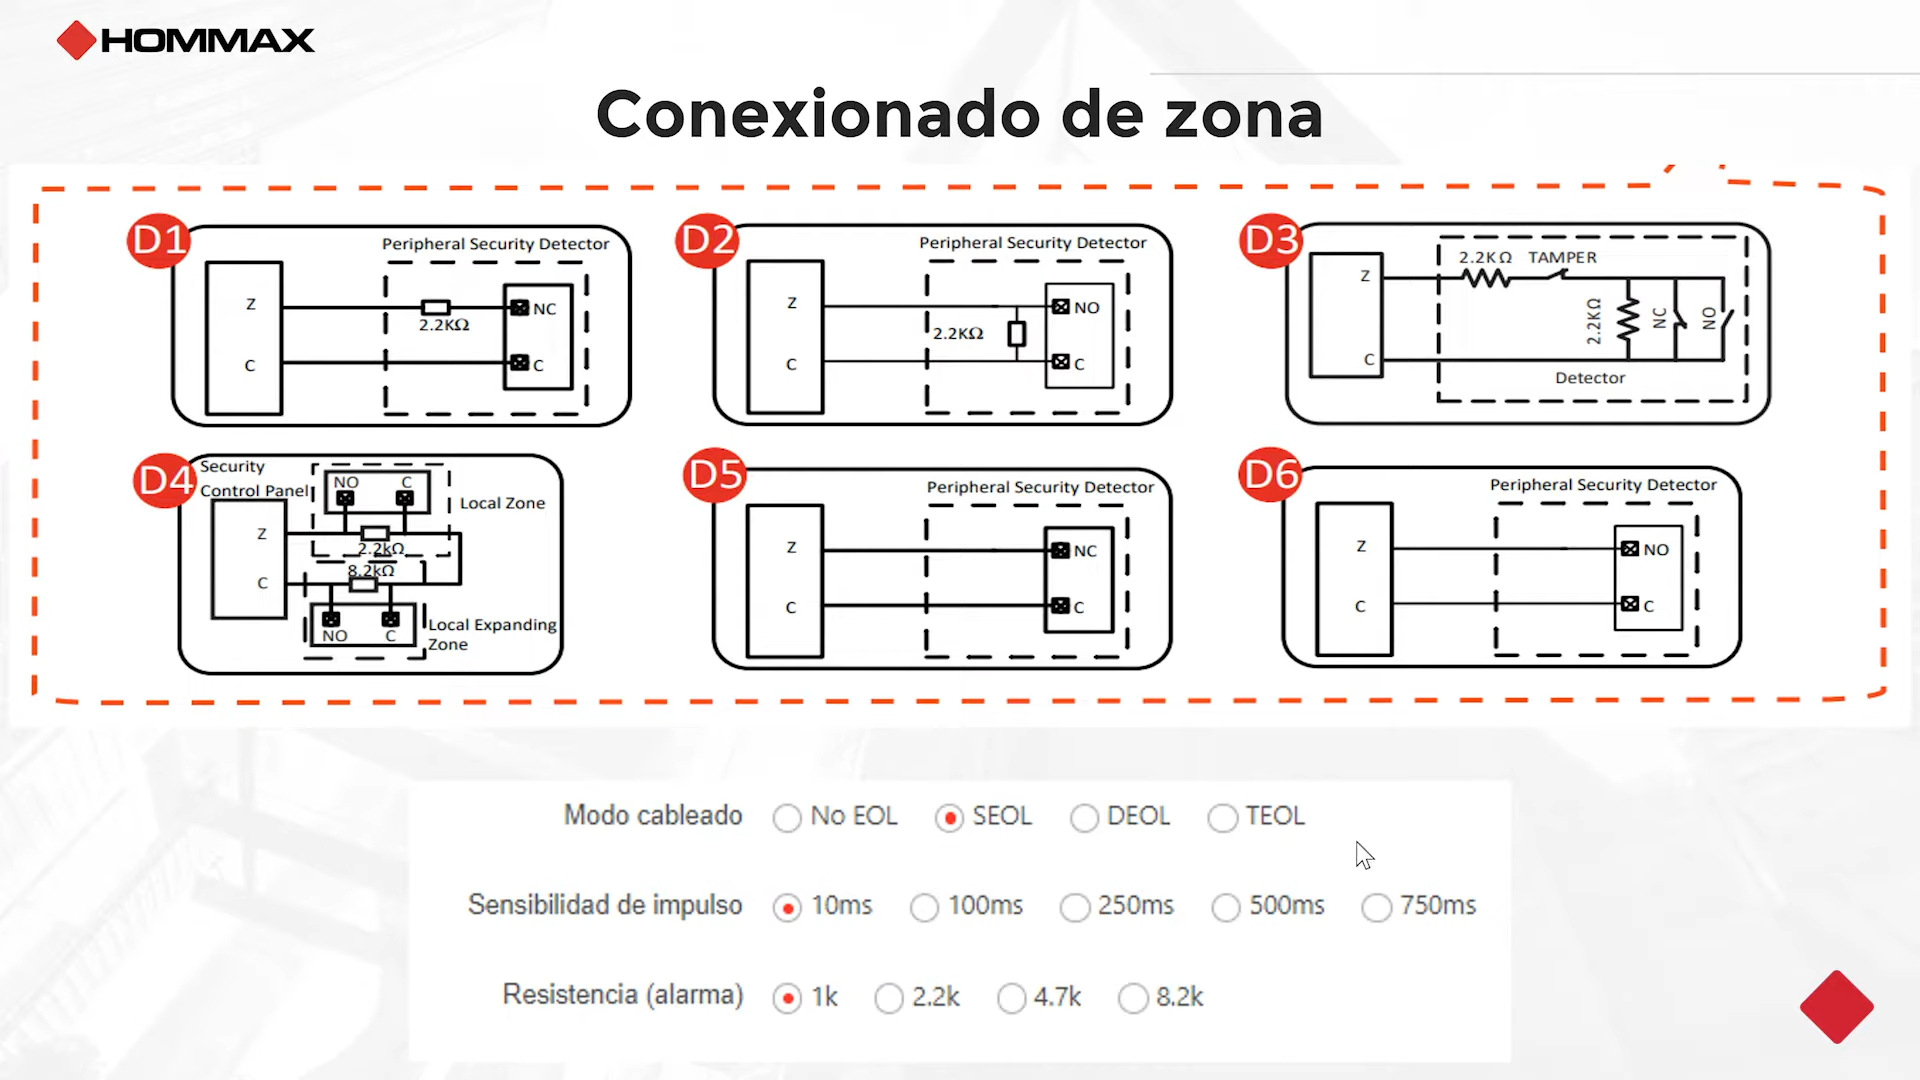 HOMMAX
Conexionado de zona
D1
Peripheral Security Detector
Z
2.2KΩ
NC
C
C
D2
Peripheral Security Detector
Z
2.2KΩ
NO
C
C
D3
2.2KΩ TAMPER
Z
2.2KΩ
NC
NO
C
Detector
D4
Security
Control Panel
NO C
Local Zone
Z
2.2kΩ
8.2kΩ
C
NO C
Local Expanding
Zone
D5
Peripheral Security Detector
Z
NC
C
C
D6
Peripheral Security Detector
Z
NO
C
C
Modo cableado No EOL SEOL DEOL TEOL
Sensibilidad de impulso 10ms 100ms 250ms 500ms 750ms
Resistencia (alarma) 1k 2.2k 4.7k 8.2k